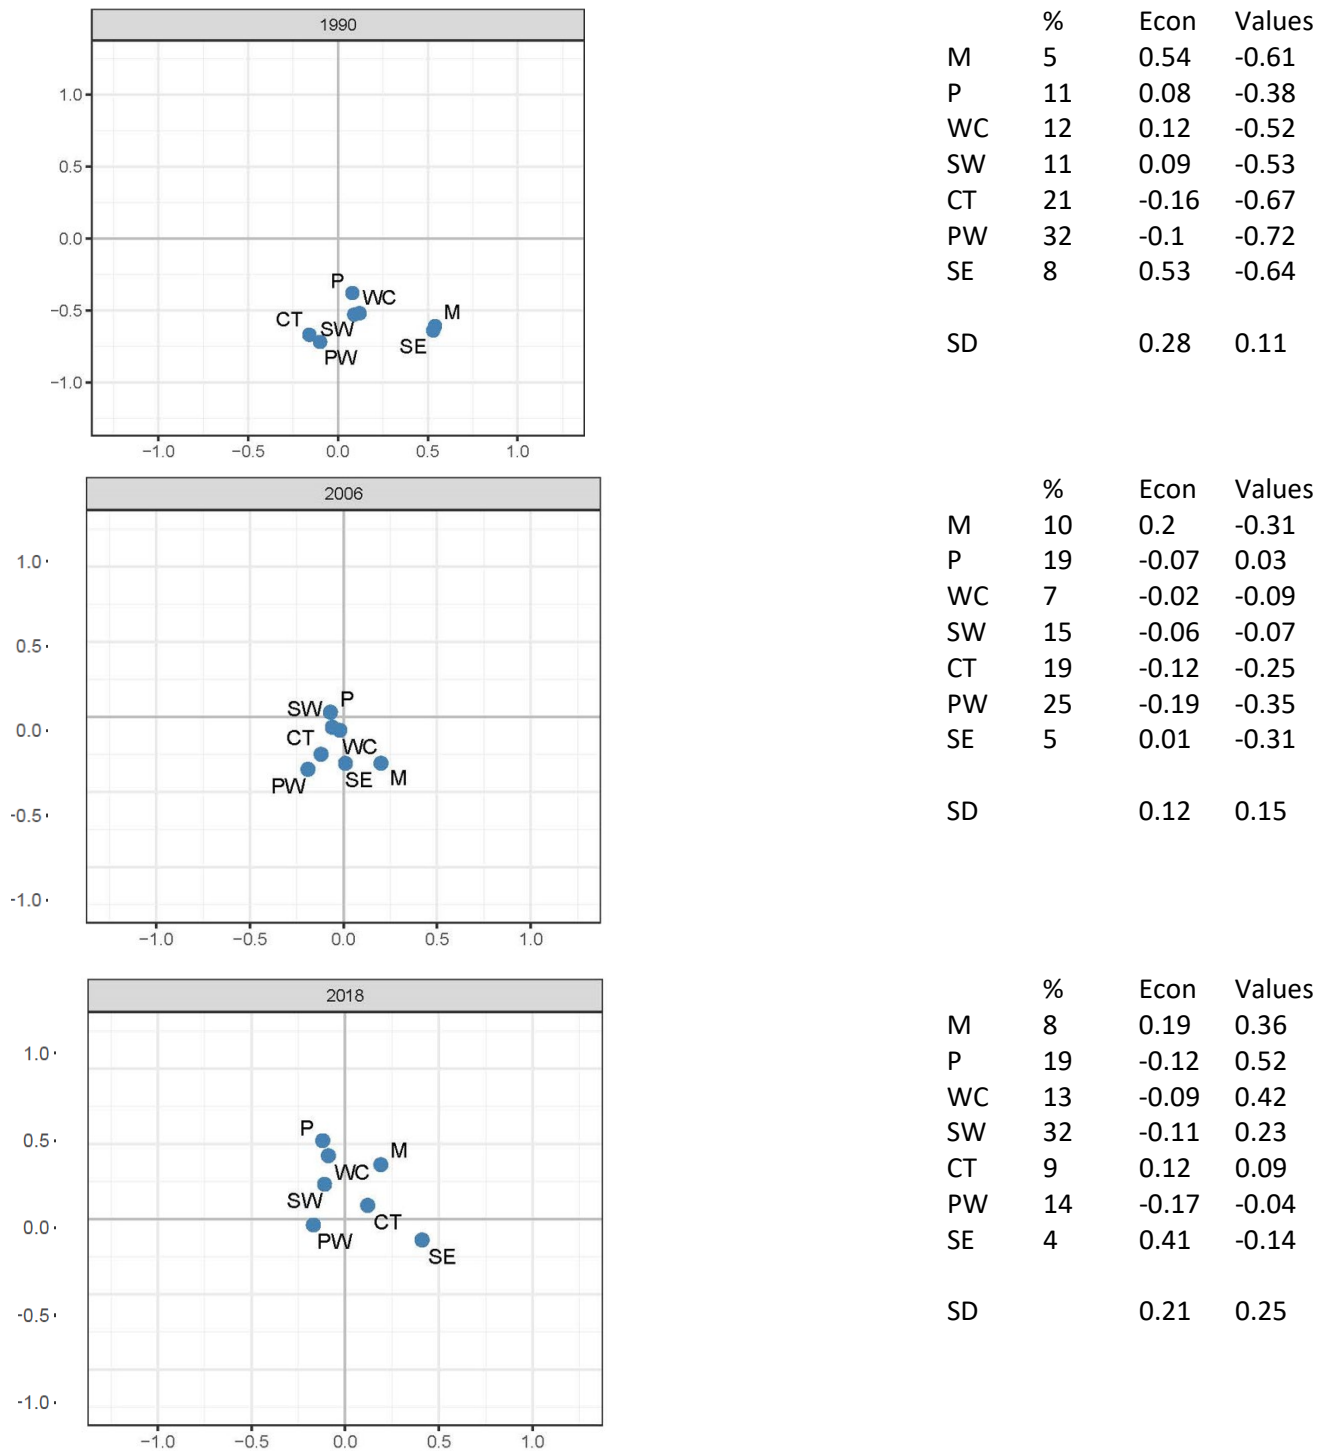 1990
1.0
0.5
0.0
−0.5
−1.0
P
WC
CT
SW
M
SE
PW
−1.0 −0.5 0.0 0.5 1.0
% Econ Values
M 5 0.54 -0.61
P 11 0.08 -0.38
WC 12 0.12 -0.52
SW 11 0.09 -0.53
CT 21 -0.16 -0.67
PW 32 -0.1 -0.72
SE 8 0.53 -0.64
SD 0.28 0.11
2006
1.0
0.5
0.0
-0.5
-1.0
P
SW
CT
WC
PW
SE
M
−1.0 −0.5 0.0 0.5 1.0
% Econ Values
M 10 0.2 -0.31
P 19 -0.07 0.03
WC 7 -0.02 -0.09
SW 15 -0.06 -0.07
CT 19 -0.12 -0.25
PW 25 -0.19 -0.35
SE 5 0.01 -0.31
SD 0.12 0.15
2018
1.0
0.5
0.0
-0.5
-1.0
P
M
WC
SW
CT
PW
SE
−1.0 −0.5 0.0 0.5 1.0
% Econ Values
M 8 0.19 0.36
P 19 -0.12 0.52
WC 13 -0.09 0.42
SW 32 -0.11 0.23
CT 9 0.12 0.09
PW 14 -0.17 -0.04
SE 4 0.41 -0.14
SD 0.21 0.25